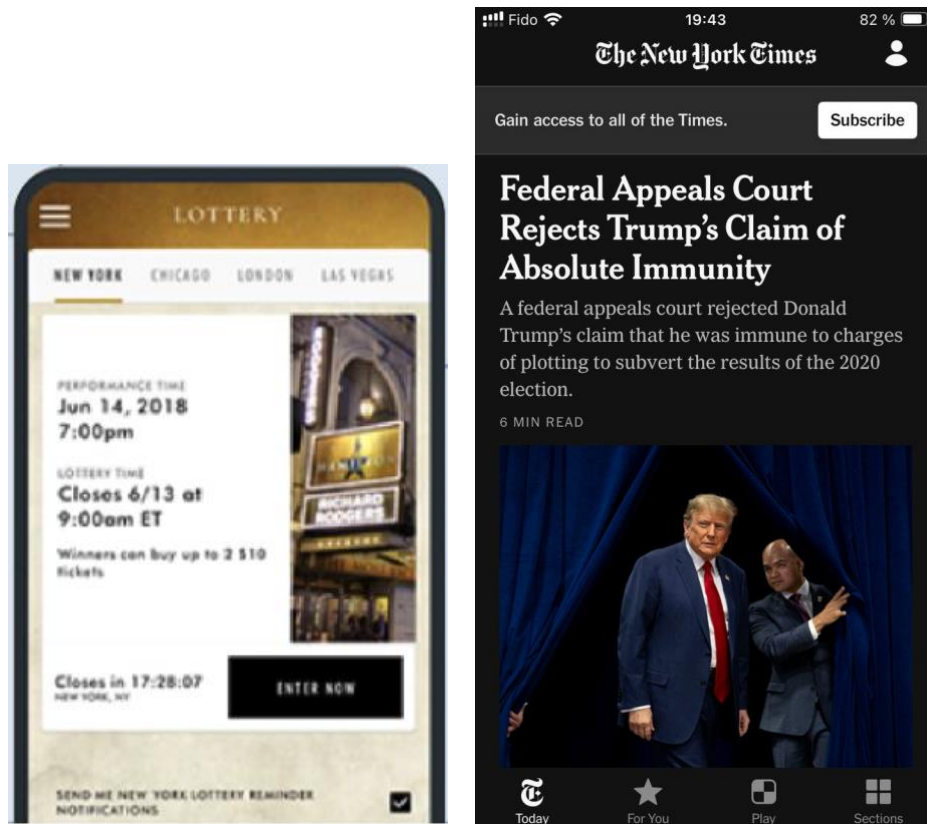 LOTTERY
NEW YORK CHICAGO LONDON LAS VEGAS
PERFORMANCE TIME
Jun 14, 2018
7:00pm
LOTTERY TIME
Closes 6/13 at
9:00am ET
Winners can buy up to 2 $10
tickets
HAMILTON
RICHARD
RODGERS
Closes in 17:28:07
NEW YORK, NY
ENTER NOW
SEND ME NEW YORK LOTTERY REMINDER
NOTIFICATIONS
Fido 19:43 82 %
The New York Times
Gain access to all of the Times.
Subscribe
Federal Appeals Court
Rejects Trump’s Claim of
Absolute Immunity
A federal appeals court rejected Donald
Trump’s claim that he was immune to charges
of plotting to subvert the results of the 2020
election.
6 MIN READ
Today For You Play Sections